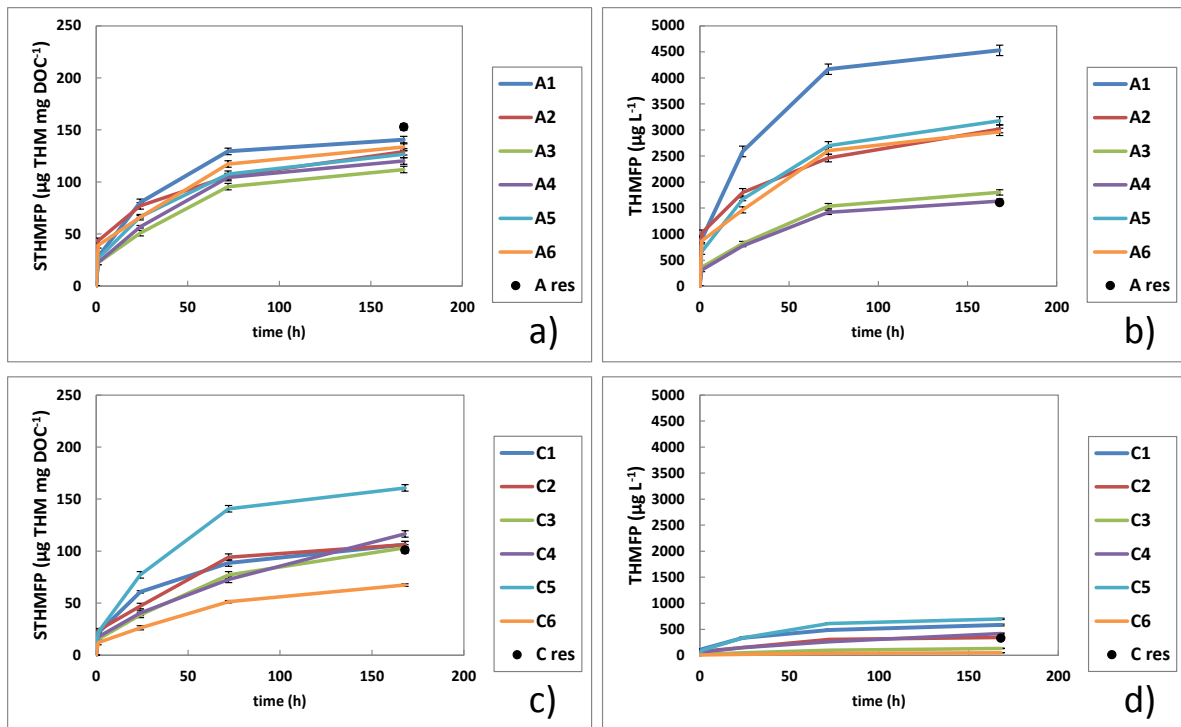 250
200
150
100
50
0
0 50 100 150 200
STHMFP (µg THM mg DOC⁻¹)
time (h)
A1
A2
A3
A4
A5
A6
A res
a)
5000
4500
4000
3500
3000
2500
2000
1500
1000
500
0
0 50 100 150 200
THMFP (µg L⁻¹)
time (h)
A1
A2
A3
A4
A5
A6
A res
b)
250
200
150
100
50
0
0 50 100 150 200
STHMFP (µg THM mg DOC⁻¹)
time (h)
C1
C2
C3
C4
C5
C6
C res
c)
5000
4500
4000
3500
3000
2500
2000
1500
1000
500
0
0 50 100 150 200
THMFP (µg L⁻¹)
time (h)
C1
C2
C3
C4
C5
C6
C res
d)